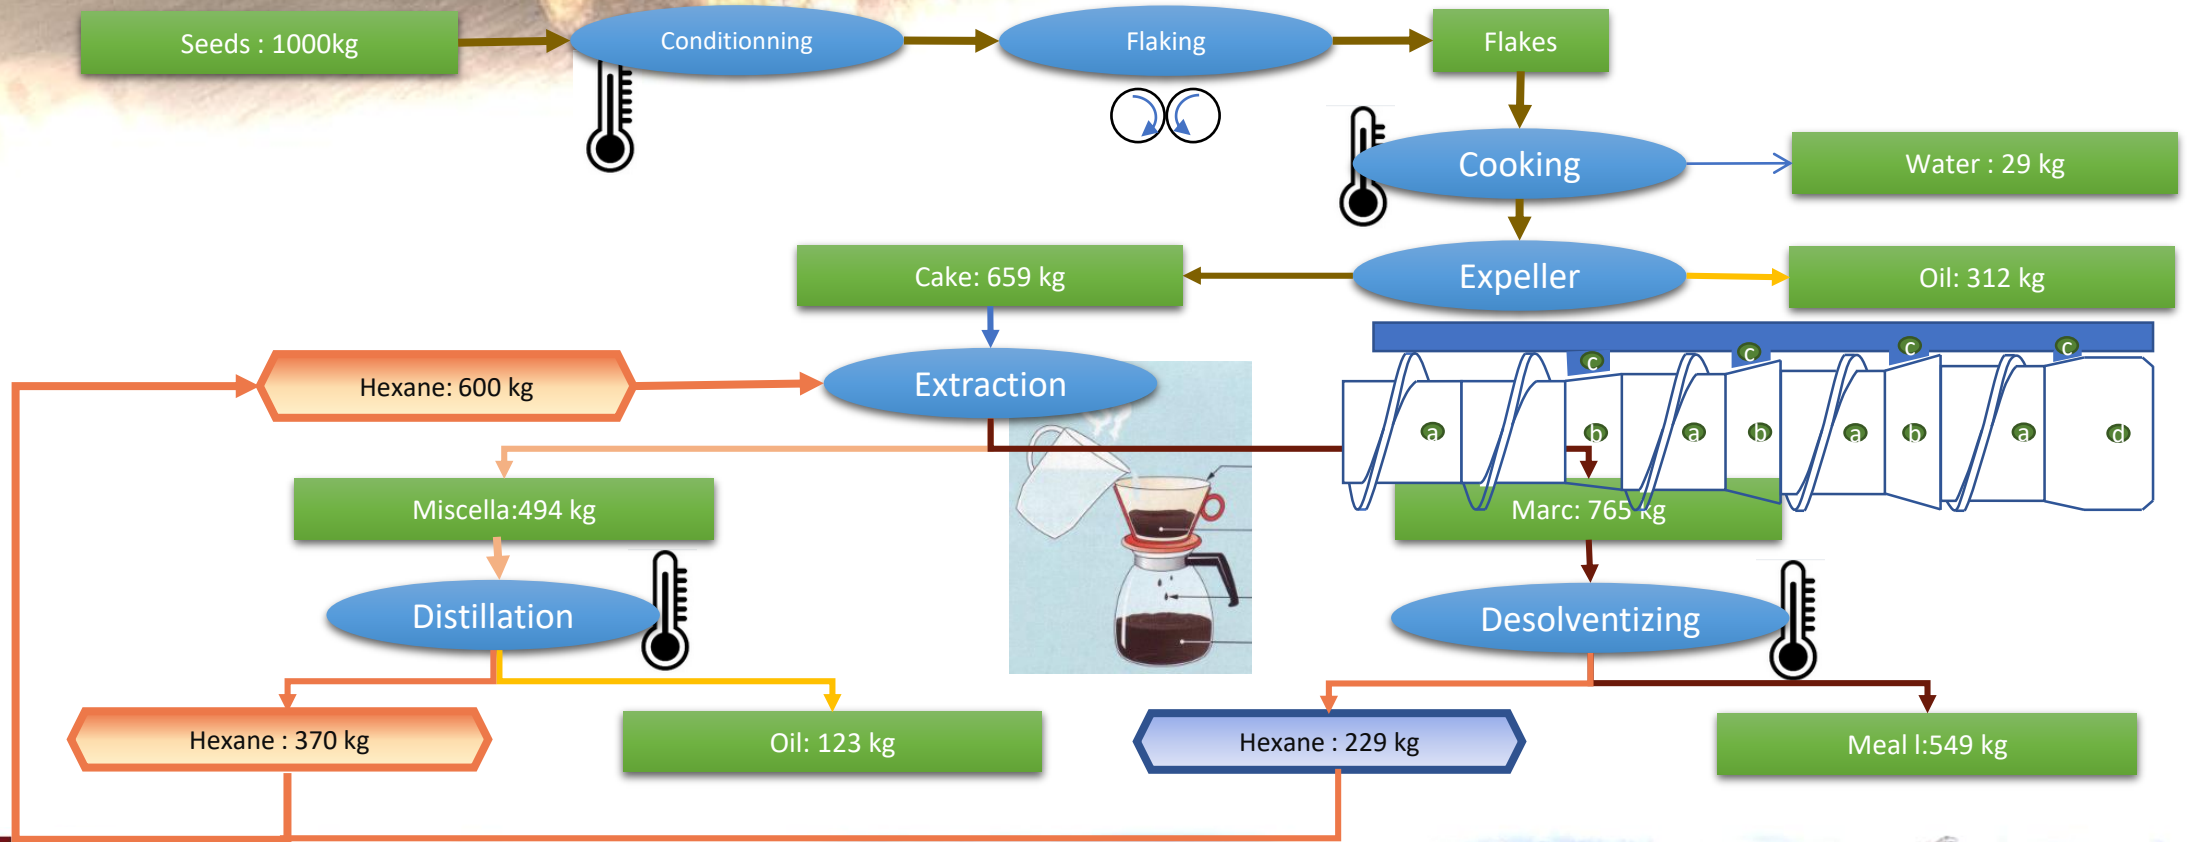 Seeds : 1000kg
Conditionning
Flaking
Flakes
Cooking
Water : 29 kg
Cake: 659 kg
Expeller
Oil: 312 kg
Hexane: 600 kg
Extraction
c
c
c
c
a
b
a
b
a
b
a
d
Miscella:494 kg
Marc: 765 kg
Distillation
Desolventizing
Hexane : 370 kg
Oil: 123 kg
Hexane : 229 kg
Meal l:549 kg